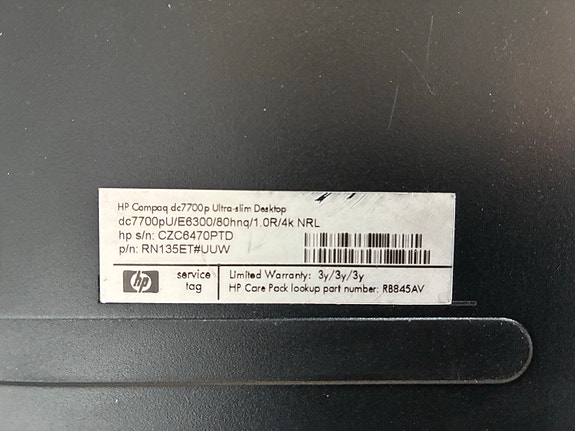 HP Compaq dc7700p Ultra-slim Desktop
dc7700pU/E6300/80hnq/1.0R/4k NRL
hp s/n: CZC6470PTD
p/n: RN135ET#UUW
hp service tag
Limited Warranty: 3y/3y/3y
HP Care Pack lookup part number: RB845AV